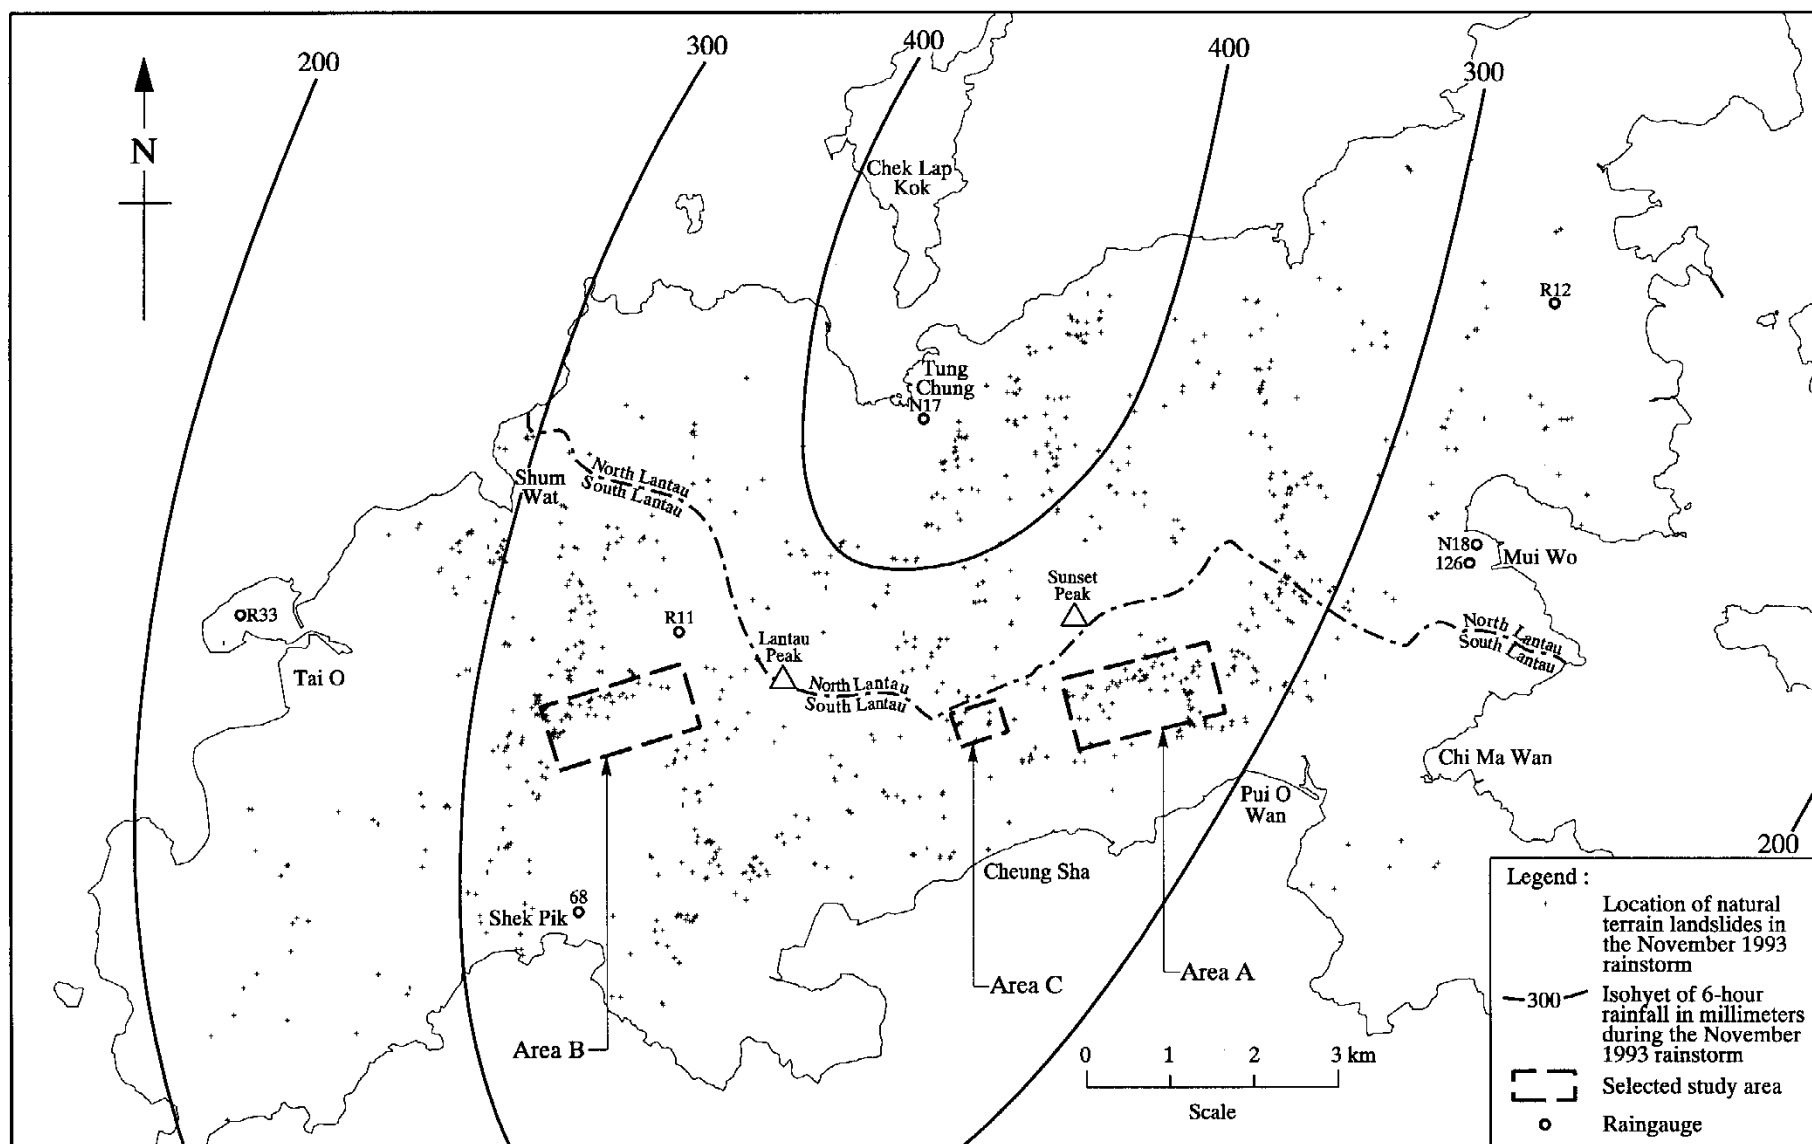 200
300
400
400
300
N
Chek Lap
Kok
R12
Tung
Chung
N17
North Lantau
South Lantau
Shum
Wat
N18
126
Mui Wo
Sunset
Peak
R33
R11
Lantau
Peak
North Lantau
South Lantau
Tai O
North Lantau
South Lantau
Chi Ma Wan
Pui O
Wan
200
Cheung Sha
68
Shek Pik
Area C
Area A
Area B
0 1 2 3 km
Scale
Legend :
Location of natural
terrain landslides in
the November 1993
rainstorm
300
Isohyet of 6-hour
rainfall in millimeters
during the November
1993 rainstorm
Selected study area
Raingauge